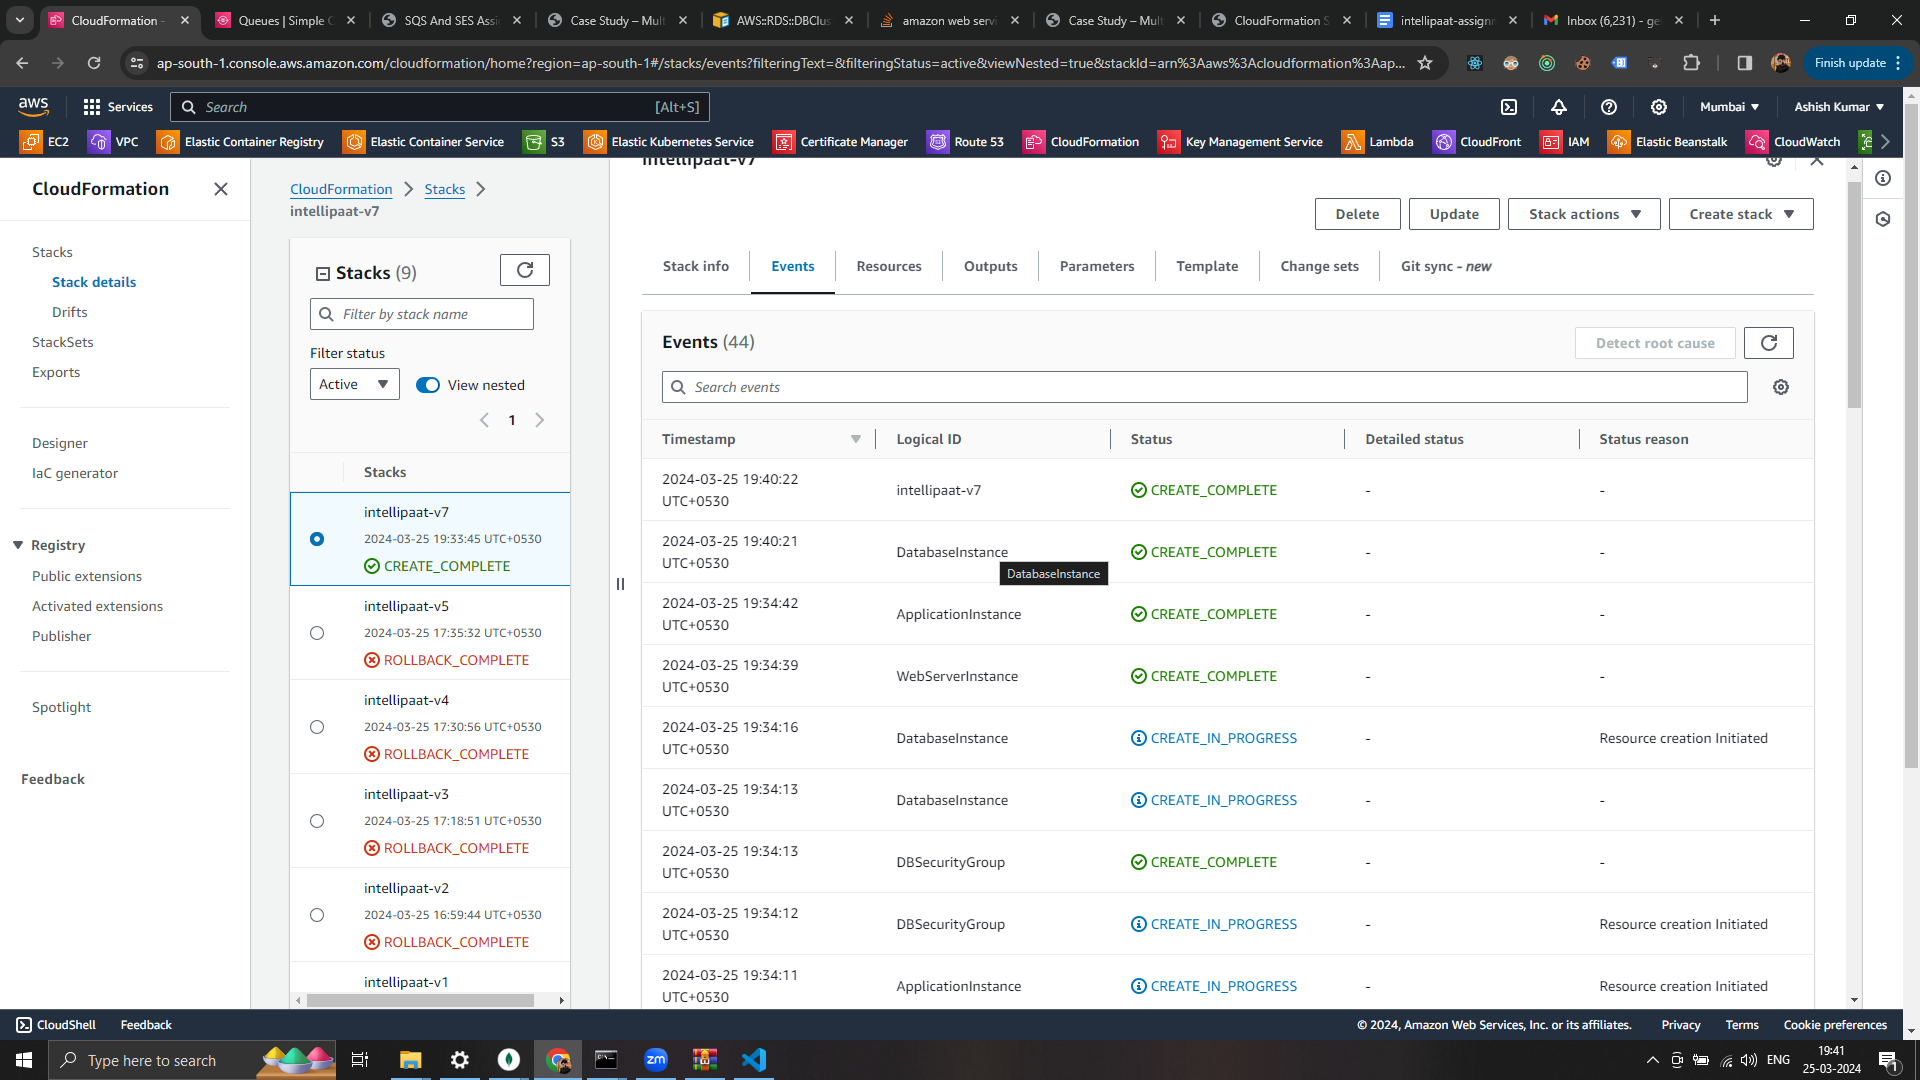 CloudFormation -
Queues | Simple C
SQS And SES Assi
Case Study – Mult
AWS::RDS::DBClus
amazon web servi
Case Study – Mult
CloudFormation S
intellipaat-assignm
Inbox (6,231) - ge
ap-south-1.console.aws.amazon.com/cloudformation/home?region=ap-south-1#/stacks/events?filteringText=&filteringStatus=active&viewNested=true&stackId=arn%3Aaws%3Acloudformation%3Aap...
Finish update
aws
Services
Search
[Alt+S]
Mumbai
Ashish Kumar
EC2
VPC
Elastic Container Registry
Elastic Container Service
S3
Elastic Kubernetes Service
Certificate Manager
Route 53
CloudFormation
Key Management Service
Lambda
CloudFront
IAM
Elastic Beanstalk
CloudWatch
CloudFormation
Stacks
Stack details
Drifts
StackSets
Exports
Designer
IaC generator
Registry
Public extensions
Activated extensions
Publisher
Spotlight
Feedback
CloudFormation
Stacks
intellipaat-v7
Stacks (9)
Filter by stack name
Filter status
Active
View nested
1
Stacks
intellipaat-v7
2024-03-25 19:33:45 UTC+0530
CREATE_COMPLETE
intellipaat-v5
2024-03-25 17:35:32 UTC+0530
ROLLBACK_COMPLETE
intellipaat-v4
2024-03-25 17:30:56 UTC+0530
ROLLBACK_COMPLETE
intellipaat-v3
2024-03-25 17:18:51 UTC+0530
ROLLBACK_COMPLETE
intellipaat-v2
2024-03-25 16:59:44 UTC+0530
ROLLBACK_COMPLETE
intellipaat-v1
intellipaat-v7
Delete
Update
Stack actions
Create stack
Stack info
Events
Resources
Outputs
Parameters
Template
Change sets
Git sync - new
Events (44)
Detect root cause
Search events
Timestamp
Logical ID
Status
Detailed status
Status reason
2024-03-25 19:40:22
UTC+0530
intellipaat-v7
CREATE_COMPLETE
-
-
2024-03-25 19:40:21
UTC+0530
DatabaseInstance
CREATE_COMPLETE
-
-
DatabaseInstance
2024-03-25 19:34:42
UTC+0530
ApplicationInstance
CREATE_COMPLETE
-
-
2024-03-25 19:34:39
UTC+0530
WebServerInstance
CREATE_COMPLETE
-
-
2024-03-25 19:34:16
UTC+0530
DatabaseInstance
CREATE_IN_PROGRESS
-
Resource creation Initiated
2024-03-25 19:34:13
UTC+0530
DatabaseInstance
CREATE_IN_PROGRESS
-
-
2024-03-25 19:34:13
UTC+0530
DBSecurityGroup
CREATE_COMPLETE
-
-
2024-03-25 19:34:12
UTC+0530
DBSecurityGroup
CREATE_IN_PROGRESS
-
Resource creation Initiated
2024-03-25 19:34:11
UTC+0530
ApplicationInstance
CREATE_IN_PROGRESS
-
Resource creation Initiated
CloudShell
Feedback
© 2024, Amazon Web Services, Inc. or its affiliates.
Privacy
Terms
Cookie preferences
Type here to search
zm
ENG
19:41
25-03-2024
1